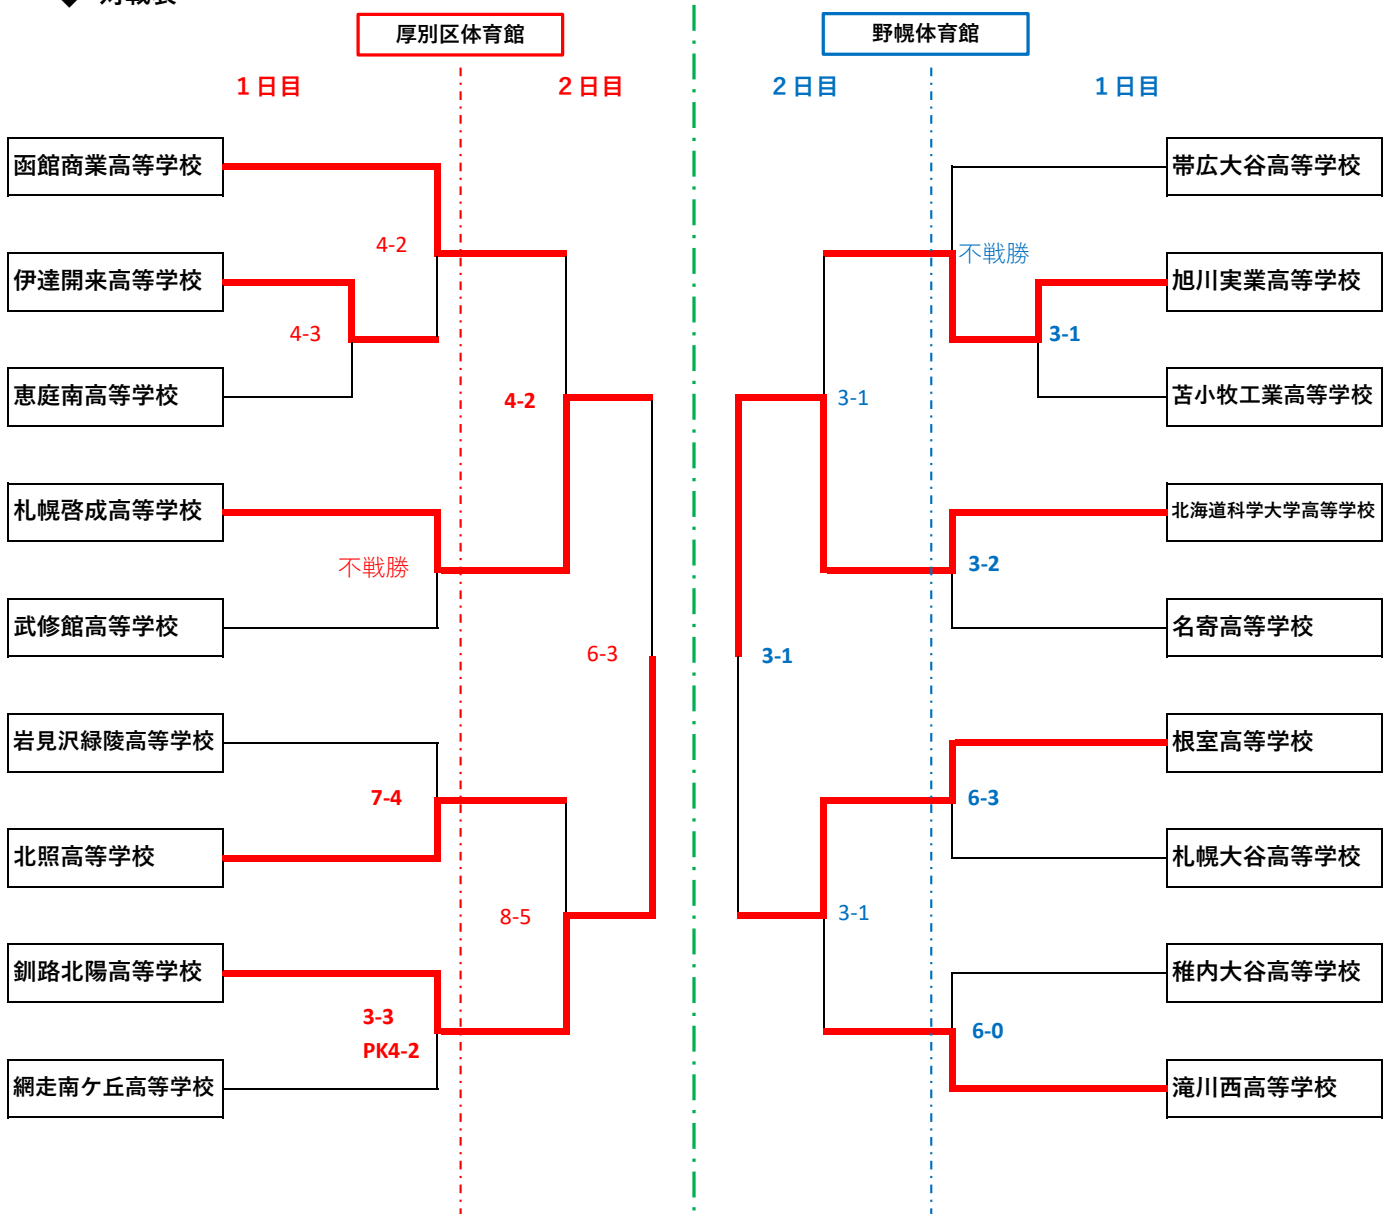 ◆ 対戦表
厚別区体育館
野幌体育館
1日目
2日目
2日目
1日目
函館商業高等学校
帯広大谷高等学校
4-2
不戦勝
伊達開来高等学校
旭川実業高等学校
4-3
3-1
恵庭南高等学校
苫小牧工業高等学校
4-2
3-1
札幌啓成高等学校
北海道科学大学高等学校
不戦勝
3-2
武修館高等学校
名寄高等学校
6-3
3-1
岩見沢緑陵高等学校
根室高等学校
7-4
6-3
北照高等学校
札幌大谷高等学校
8-5
3-1
釧路北陽高等学校
稚内大谷高等学校
3-3
PK4-2
6-0
網走南ケ丘高等学校
滝川西高等学校